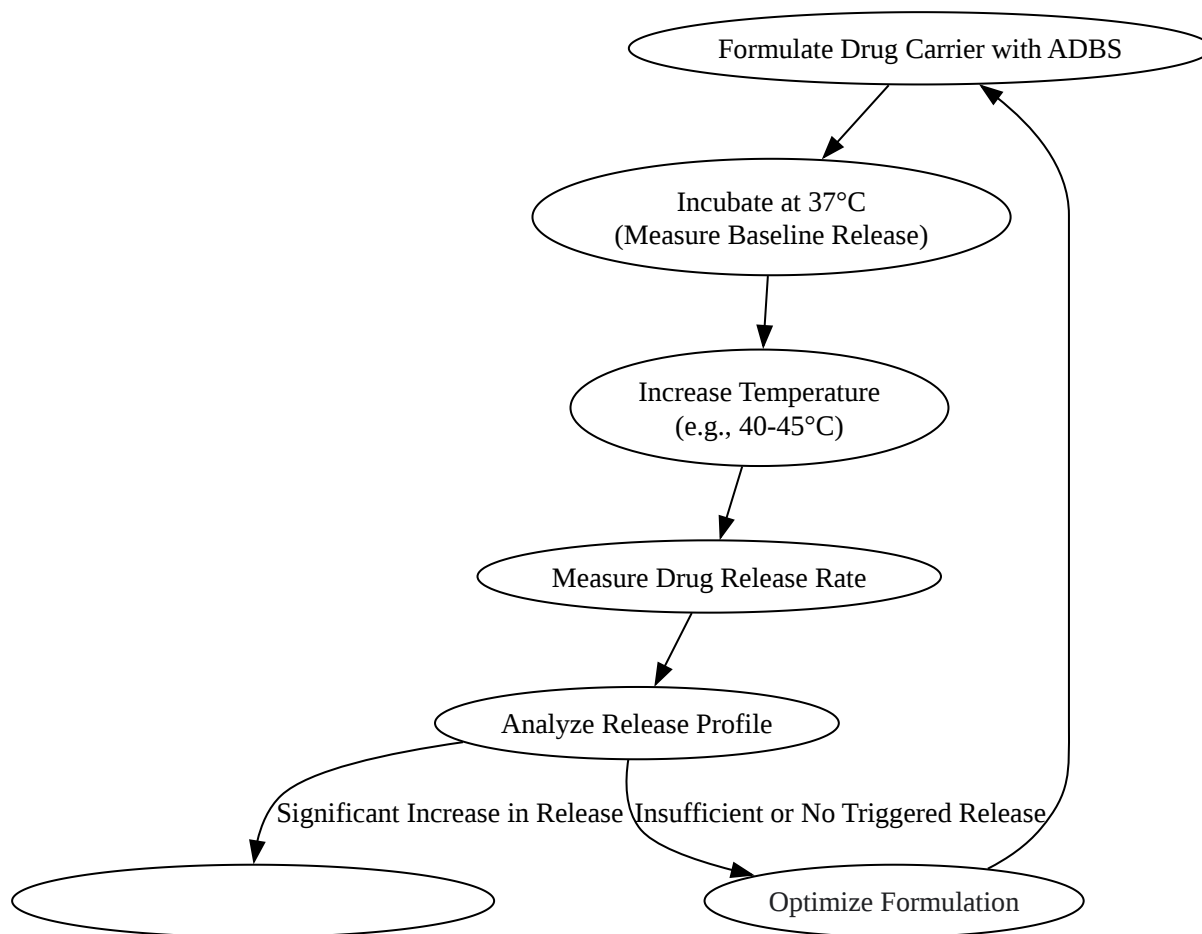 Formulate Drug Carrier with ADBS
Incubate at 37°C
(Measure Baseline Release)
Increase Temperature
(e.g., 40-45°C)
Measure Drug Release Rate
Analyze Release Profile
Significant Increase in Release
Insufficient or No Triggered Release
Optimize Formulation